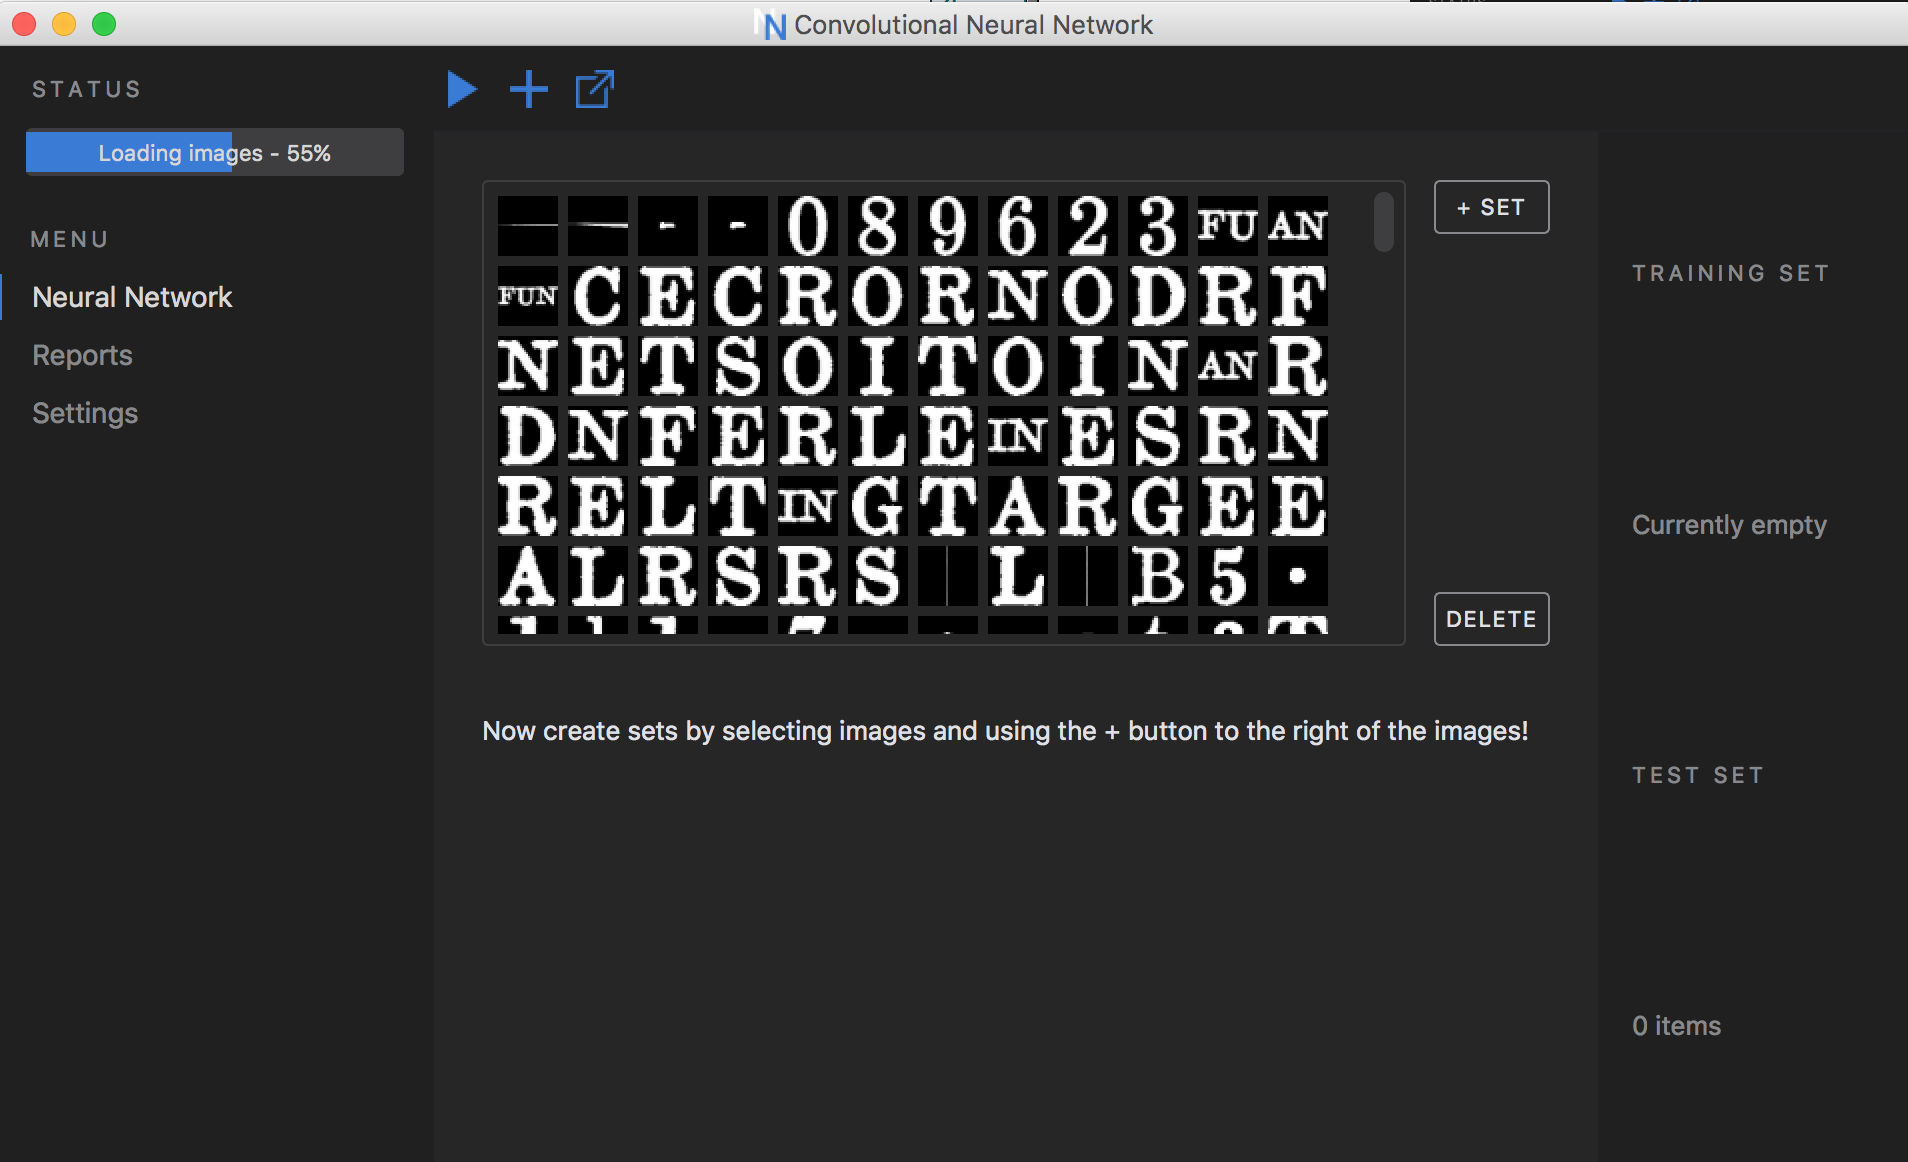 Convolutional Neural Network
STATUS
Loading images - 55%
MENU
Neural Network
Reports
Settings
- - 0 8 9 6 2 3 FU AN
FUN C E C R O R N O D R F
N E T S O I T O I N AN R
D N F E R L E IN E S R N
R E L T IN G T A R G E E
A L R S R S | L | B 5 .
+ SET
DELETE
Now create sets by selecting images and using the + button to the right of the images!
TRAINING SET
Currently empty
TEST SET
0 items